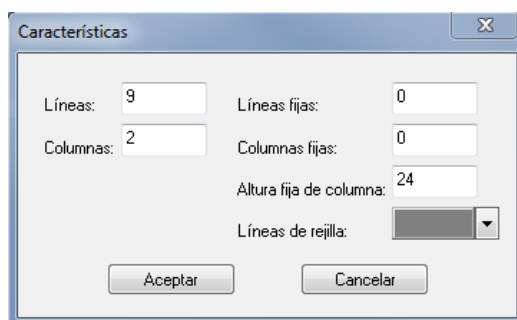 Características
Líneas: 9 Líneas fijas: 0
Columnas: 2 Columnas fijas: 0
Altura fija de columna: 24
Líneas de rejilla:
Aceptar Cancelar